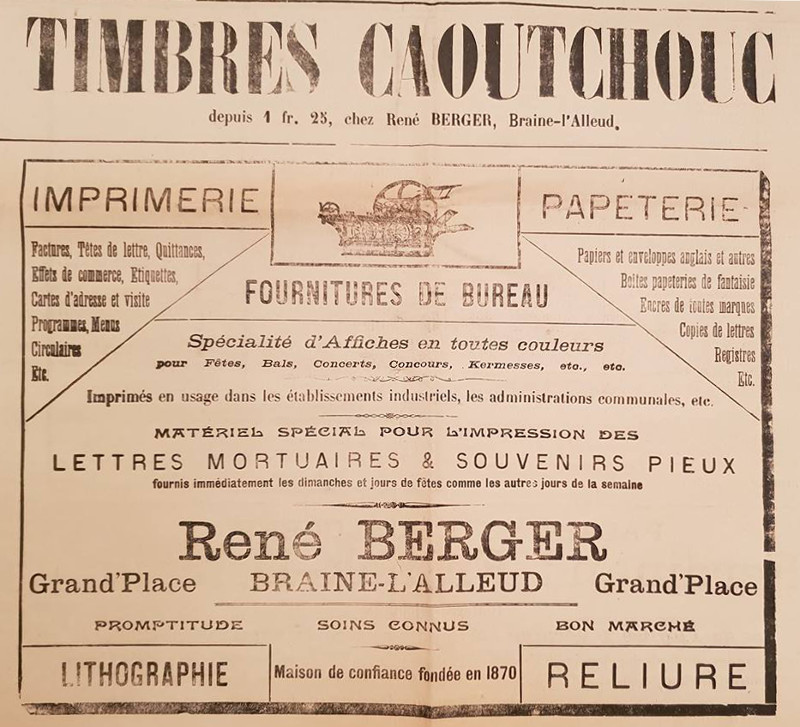 TIMBRES CAOUTCHOUC
depuis 1 fr. 25, chez René BERGER, Braine-l'Alleud.
IMPRIMERIE
PAPETERIE
Factures, Têtes de lettre, Quittances,
Effets de commerce, Etiquettes,
Cartes d'adresse et visite
Programmes, Menus
Circulaires
Etc.
Papiers et enveloppes anglais et autres
Boîtes papeteries de fantaisie
Encres de toutes marques
Copies de lettres
Registres
Etc.
FOURNITURES DE BUREAU
Spécialité d'Affiches en toutes couleurs
pour Fêtes, Bals, Concerts, Concours, Kermesses, etc., etc.
Imprimés en usage dans les établissements industriels, les administrations communales, etc.
MATÉRIEL SPÉCIAL POUR L'IMPRESSION DES
LETTRES MORTUAIRES & SOUVENIRS PIEUX
fournis immédiatement les dimanches et jours de fêtes comme les autres jours de la semaine
René BERGER
Grand'Place BRAINE-L'ALLEUD Grand'Place
PROMPTITUDE SOINS CONNUS BON MARCHÉ
LITHOGRAPHIE
Maison de confiance fondée en 1870
RELIURE